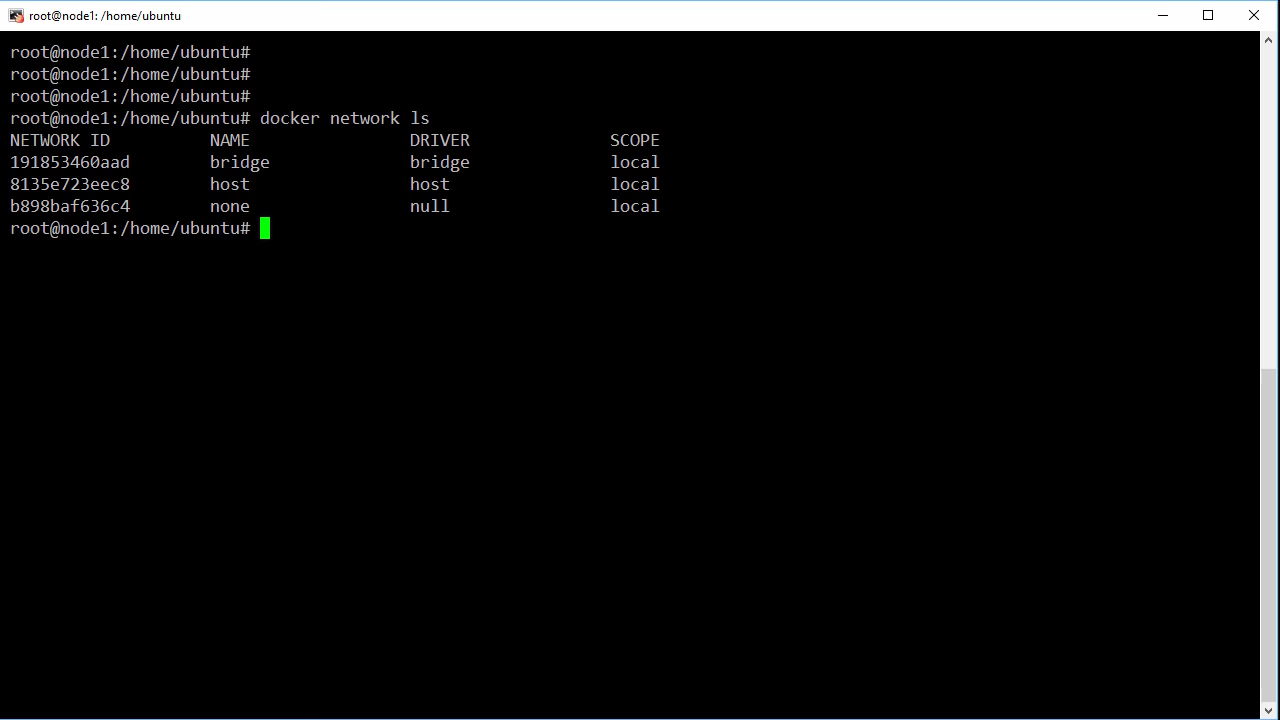 root@node1: /home/ubuntu
root@node1:/home/ubuntu#
root@node1:/home/ubuntu#
root@node1:/home/ubuntu#
root@node1:/home/ubuntu# docker network ls
NETWORK ID NAME DRIVER SCOPE
191853460aad bridge bridge local
8135e723eec8 host host local
b898baf636c4 none null local
root@node1:/home/ubuntu#